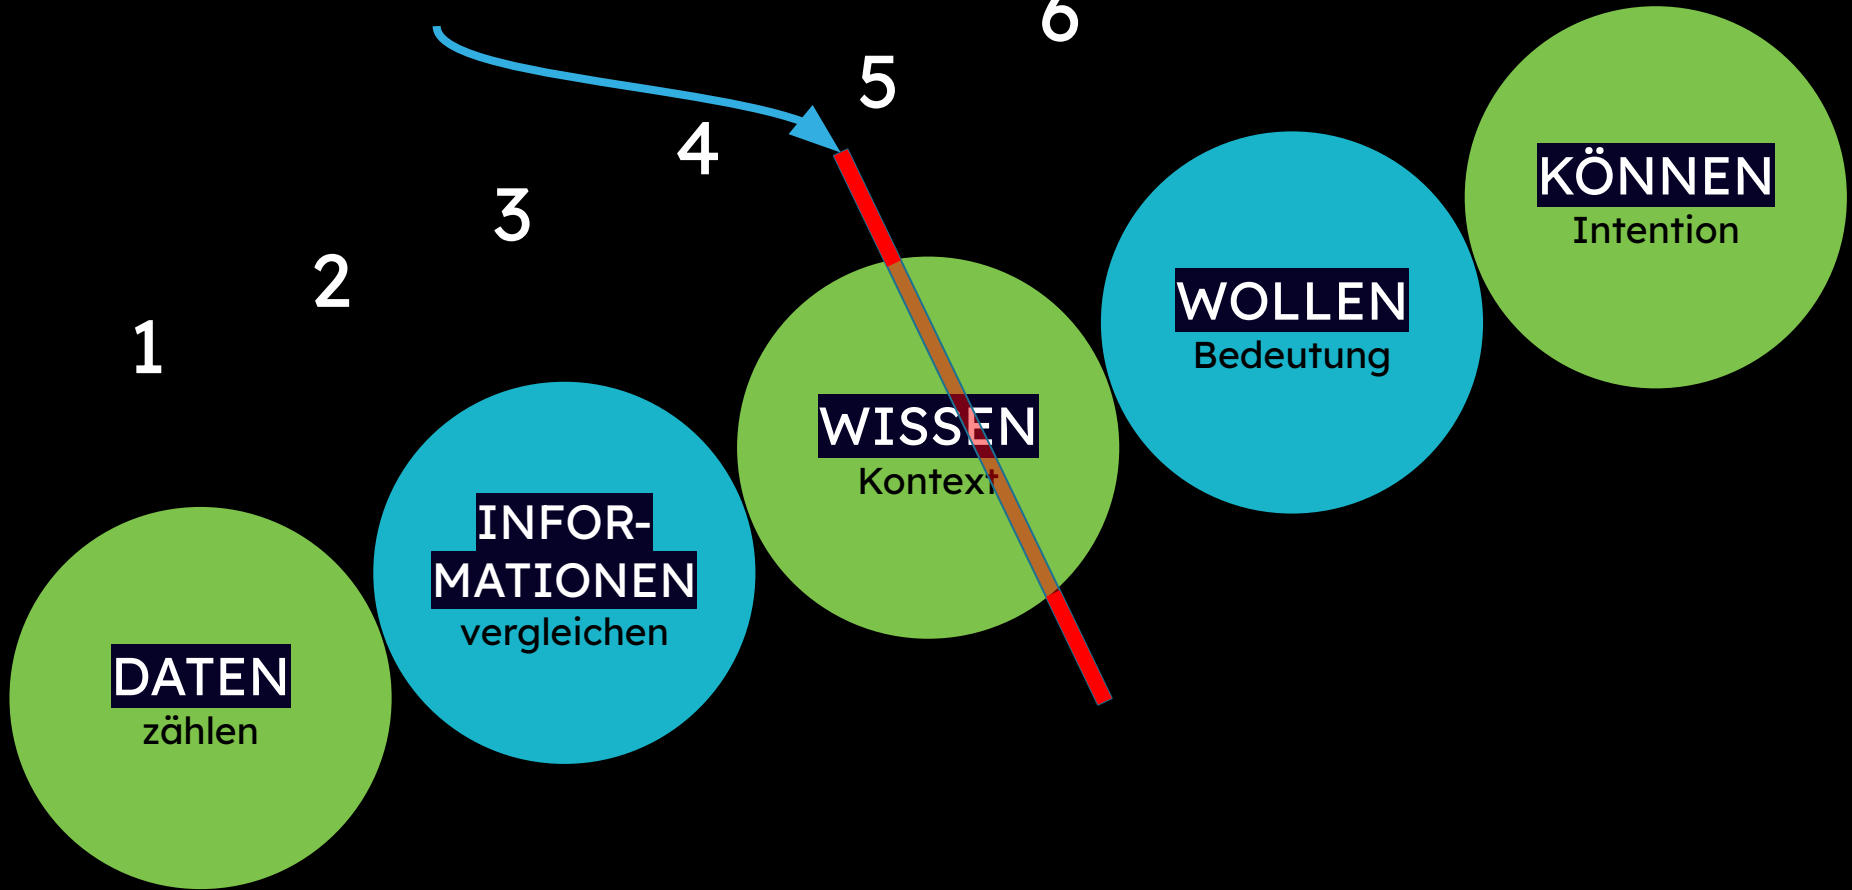 1
2
3
4
5
6
DATEN
zählen
INFOR-
MATIONEN
vergleichen
WISSEN
Kontext
WOLLEN
Bedeutung
KÖNNEN
Intention